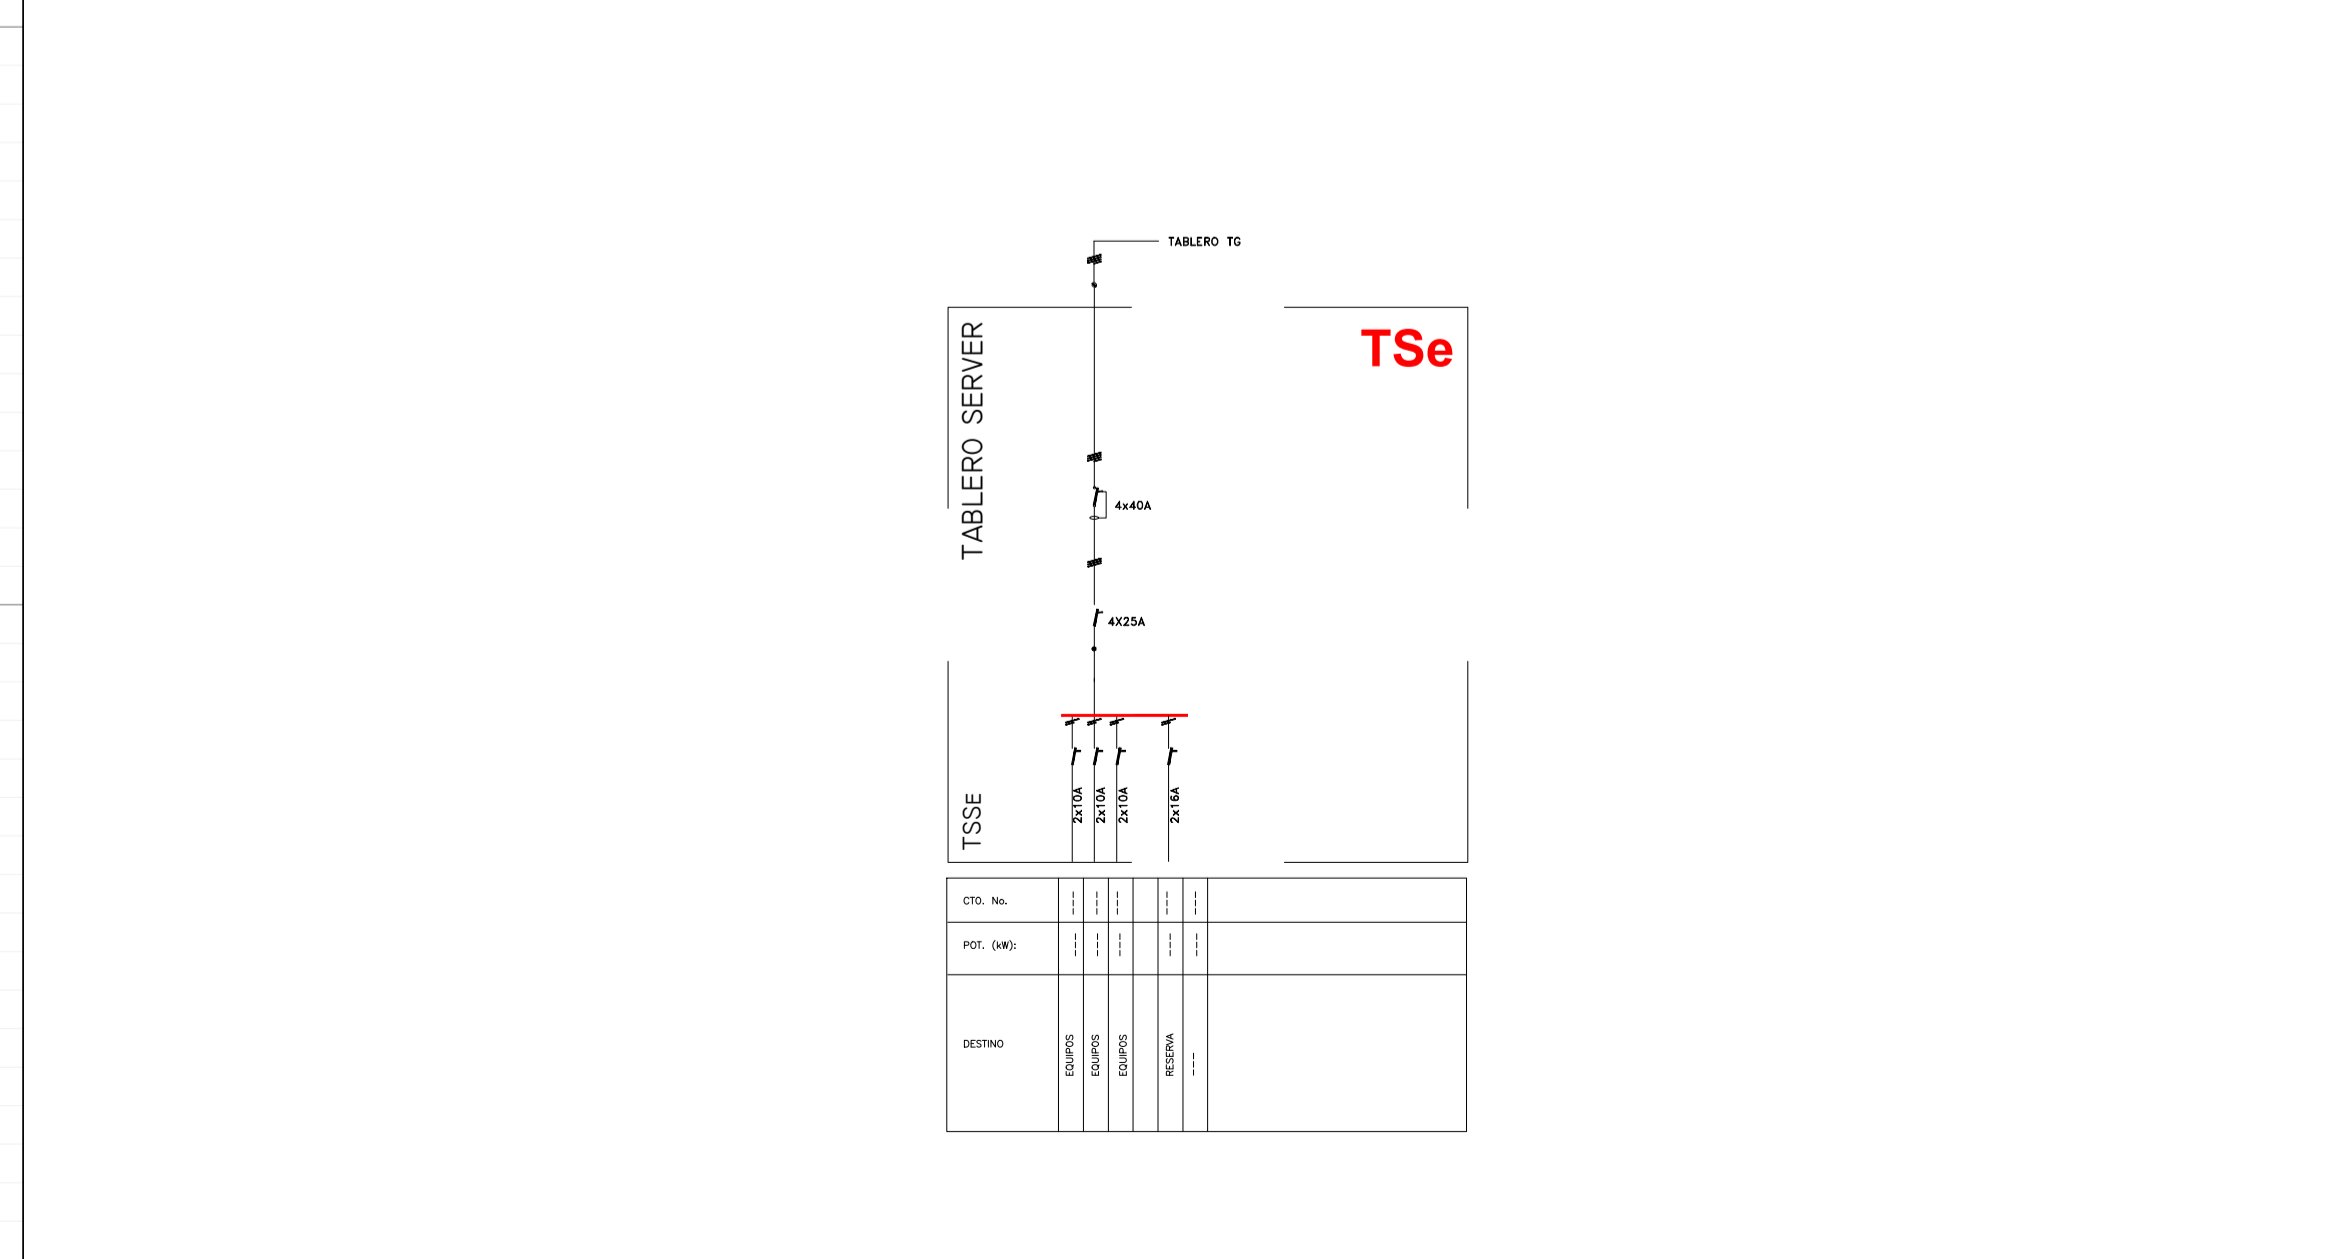 TABLERO TG
TABLERO SERVER
TSe
4x40A
4X25A
TSSE
2x10A
2x10A
2x10A
2x16A
CTO. No.
--- --- --- --- ---
POT. (kW):
--- --- --- --- ---
DESTINO
EQUIPOS
EQUIPOS
EQUIPOS
RESERVA
---